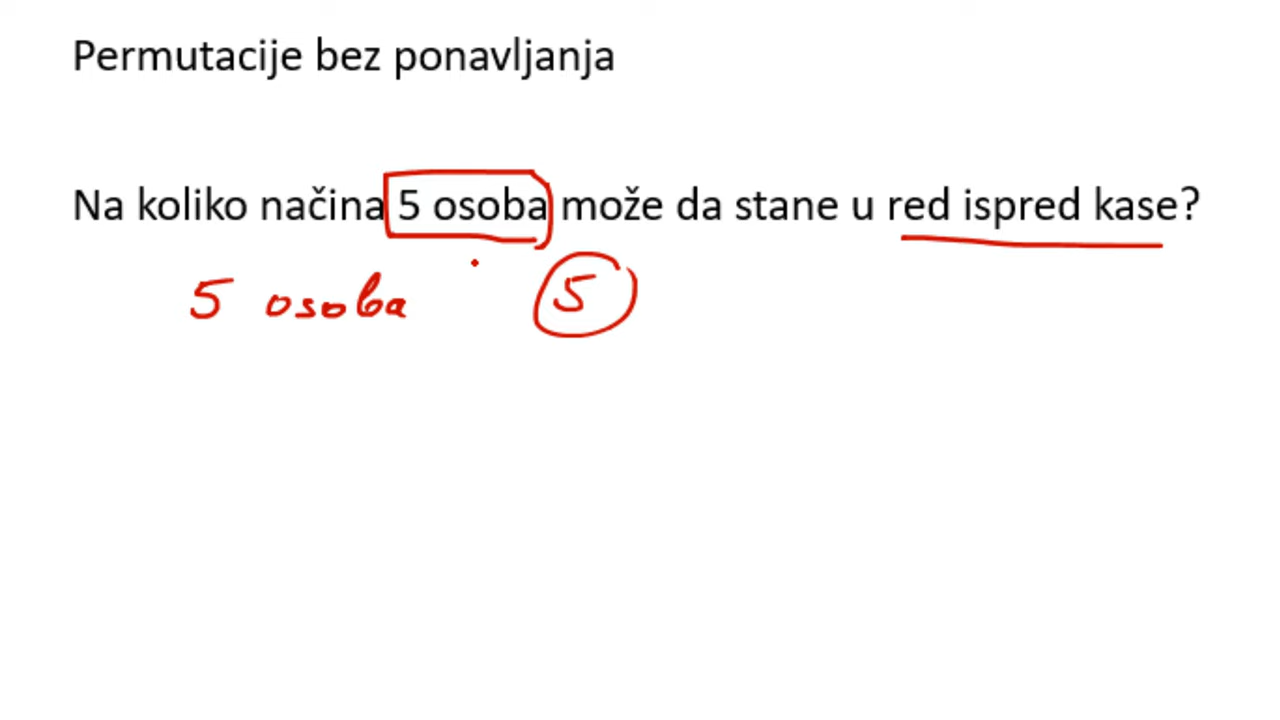 Permutacije bez ponavljanja
Na koliko načina 5 osoba može da stane u red ispred kase?
5 osoba 5